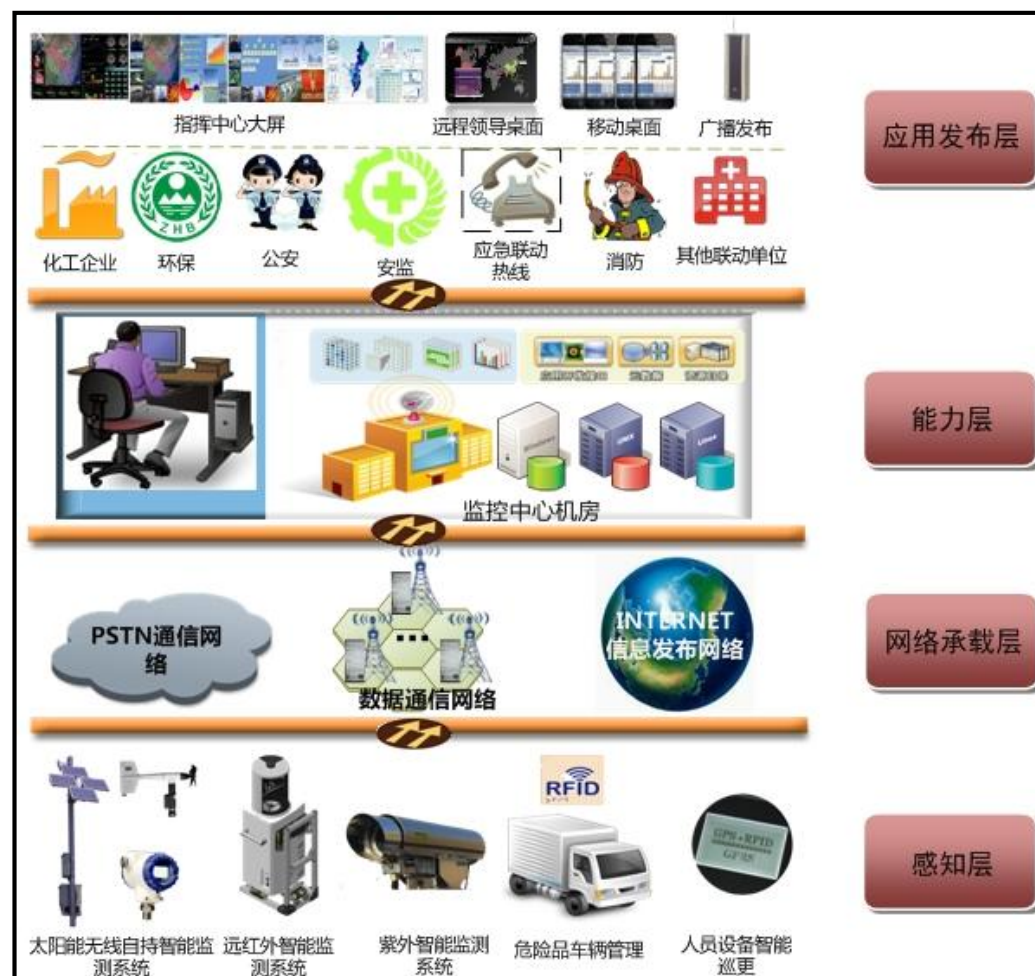 指挥中心大屏
远程领导桌面
移动桌面
广播发布
应用发布层
ZHB
化工企业
环保
公安
安监
应急联动
热线
消防
其他联动单位
元数据
Windows
UNIX
Linux
监控中心机房
能力层
PSTN通信网
络
数据通信网络
INTERNET
信息发布网络
网络承载层
RFID
GPS+RFID
太阳能无线自持智能监
测系统
远红外智能监
测系统
紫外智能监测
系统
危险品车辆管理
人员设备智能
巡更
感知层